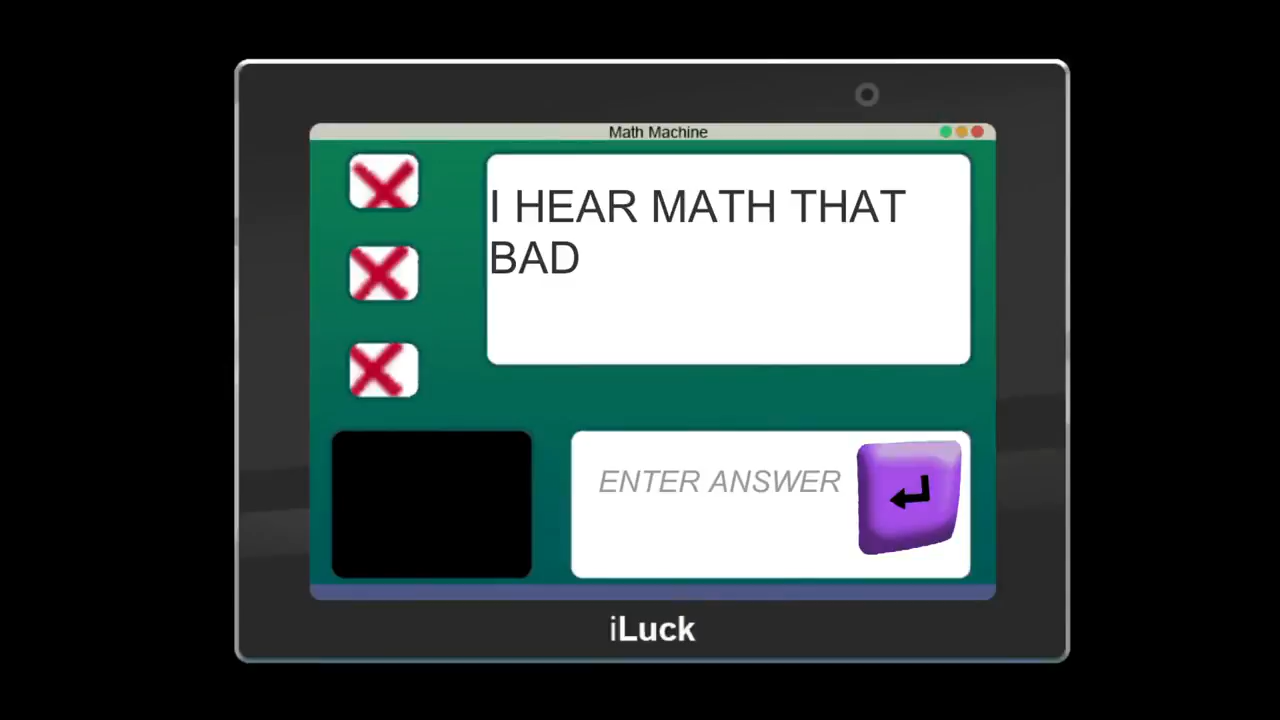 Math Machine
I HEAR MATH THAT
BAD
ENTER ANSWER
iLuck